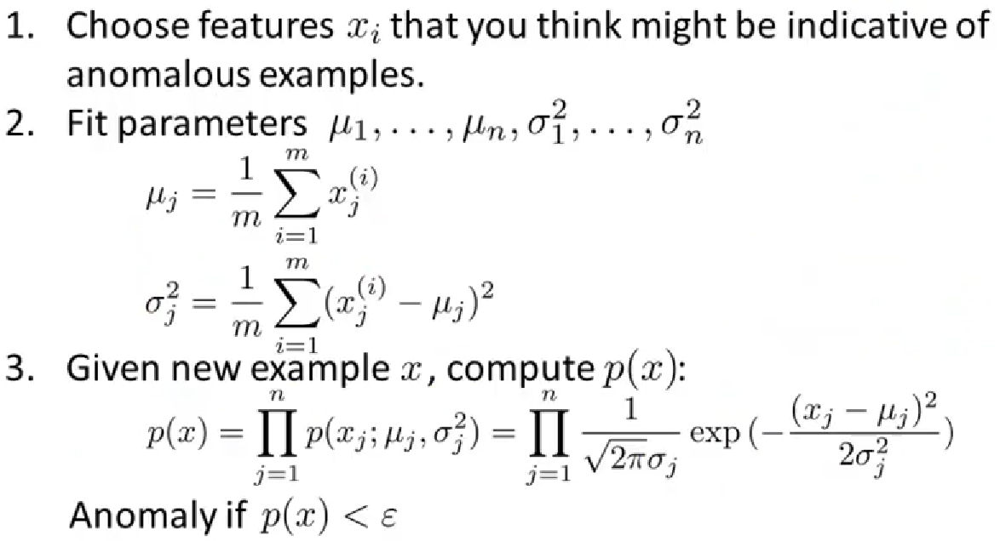 1. Choose features $x_i$ that you think might be indicative of
anomalous examples.
2. Fit parameters $\mu_1, \ldots, \mu_n, \sigma_1^2, \ldots, \sigma_n^2$
$\mu_j = \frac{1}{m} \sum_{i=1}^{m} x_j^{(i)}$
$\sigma_j^2 = \frac{1}{m} \sum_{i=1}^{m} (x_j^{(i)} - \mu_j)^2$
3. Given new example $x$, compute $p(x)$:
$p(x) = \prod_{j=1}^{n} p(x_j; \mu_j, \sigma_j^2) = \prod_{j=1}^{n} \frac{1}{\sqrt{2\pi}\sigma_j} \exp(-\frac{(x_j - \mu_j)^2}{2\sigma_j^2})$
Anomaly if $p(x) < \varepsilon$